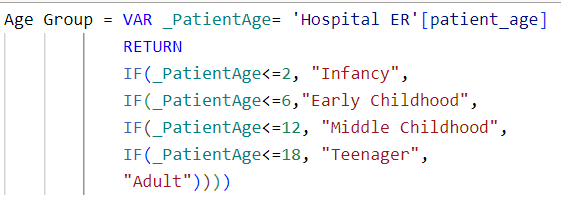 Age Group = VAR _PatientAge= 'Hospital ER'[patient_age]
RETURN
IF(_PatientAge<=2, "Infancy",
IF(_PatientAge<=6,"Early Childhood",
IF(_PatientAge<=12, "Middle Childhood",
IF(_PatientAge<=18, "Teenager",
"Adult"))))